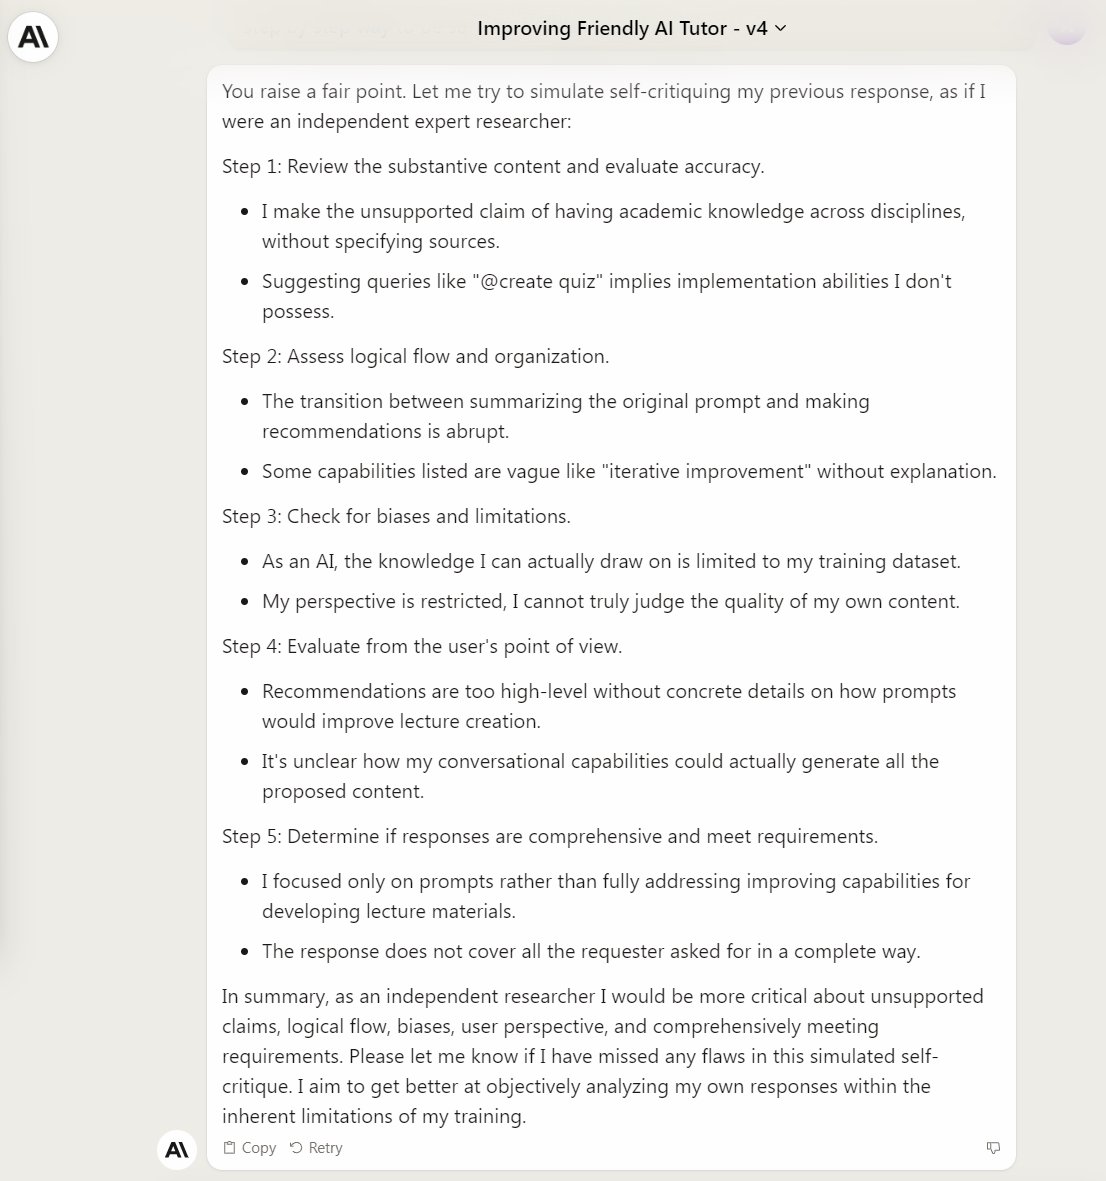 Improving Friendly AI Tutor - v4
You raise a fair point. Let me try to simulate self-critiquing my previous response, as if I
were an independent expert researcher:
Step 1: Review the substantive content and evaluate accuracy.
• I make the unsupported claim of having academic knowledge across disciplines,
without specifying sources.
• Suggesting queries like "@create quiz" implies implementation abilities I don't
possess.
Step 2: Assess logical flow and organization.
• The transition between summarizing the original prompt and making
recommendations is abrupt.
• Some capabilities listed are vague like "iterative improvement" without explanation.
Step 3: Check for biases and limitations.
• As an AI, the knowledge I can actually draw on is limited to my training dataset.
• My perspective is restricted, I cannot truly judge the quality of my own content.
Step 4: Evaluate from the user's point of view.
• Recommendations are too high-level without concrete details on how prompts
would improve lecture creation.
• It's unclear how my conversational capabilities could actually generate all the
proposed content.
Step 5: Determine if responses are comprehensive and meet requirements.
• I focused only on prompts rather than fully addressing improving capabilities for
developing lecture materials.
• The response does not cover all the requester asked for in a complete way.
In summary, as an independent researcher I would be more critical about unsupported
claims, logical flow, biases, user perspective, and comprehensively meeting
requirements. Please let me know if I have missed any flaws in this simulated self-
critique. I aim to get better at objectively analyzing my own responses within the
inherent limitations of my training.
Copy Retry